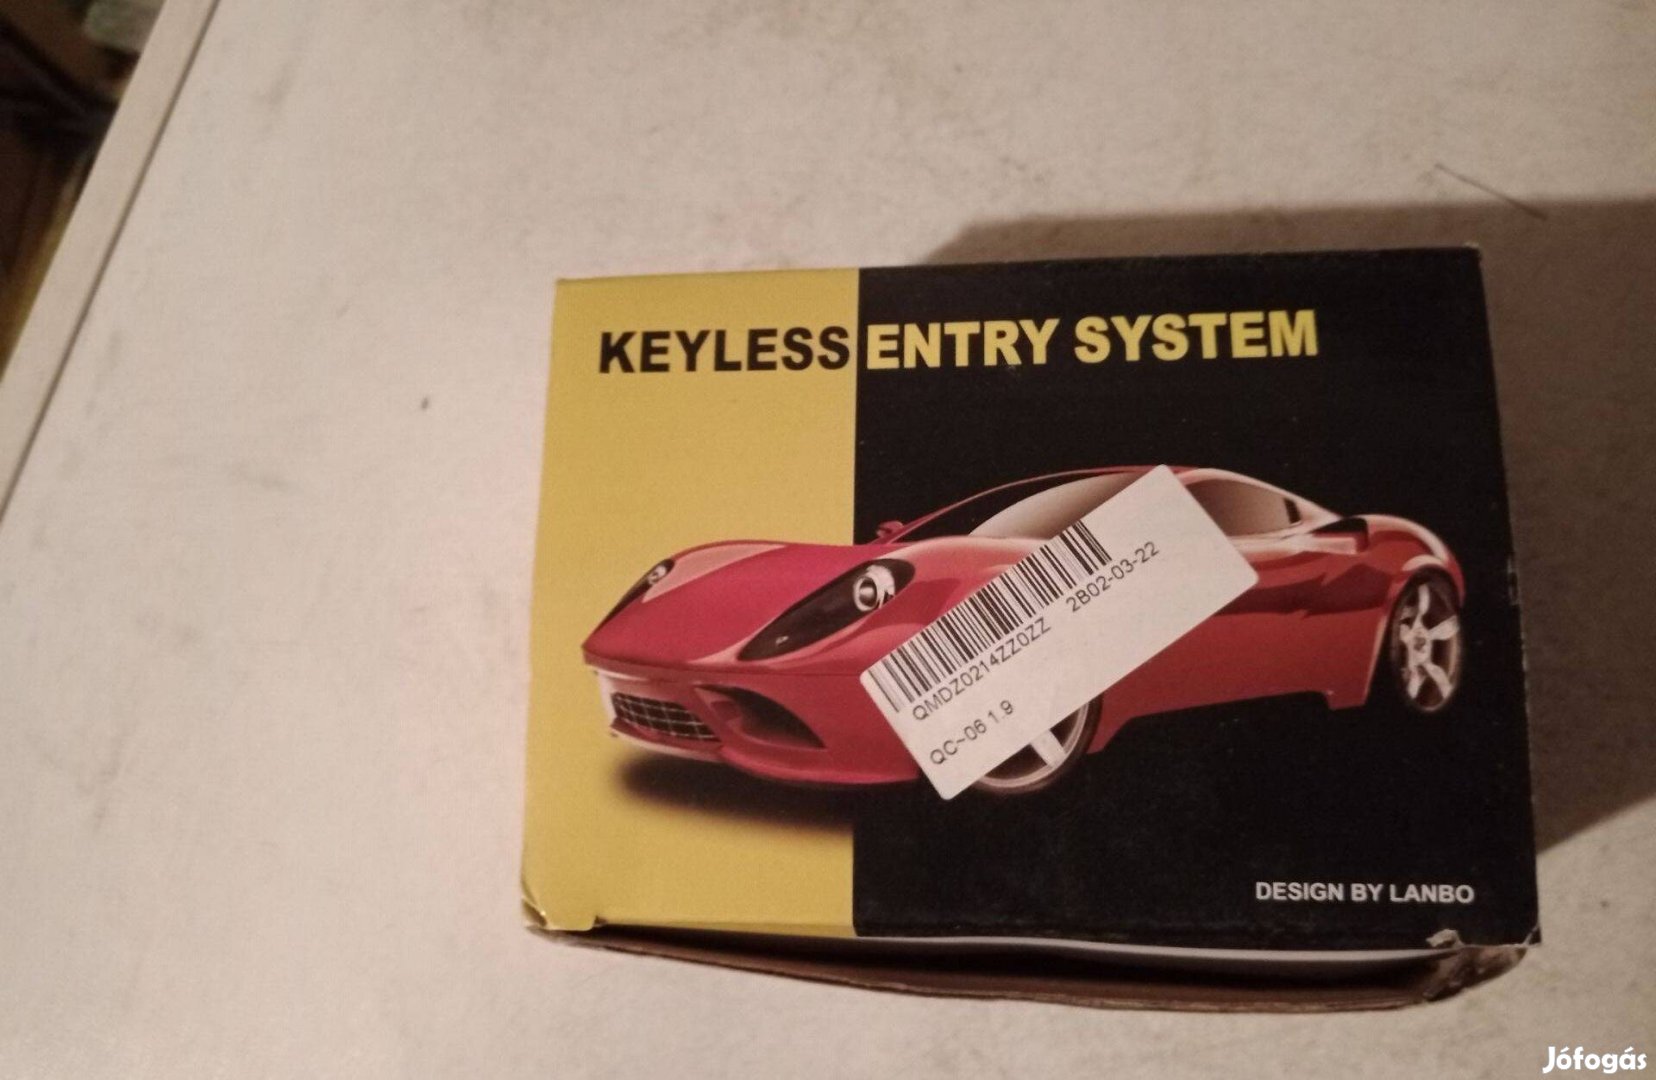 KEYLESS ENTRY SYSTEM
QMDZ0214ZZ0ZZ 2B02-03-22
QC-06 1.9
DESIGN BY LANBO
Jófogás